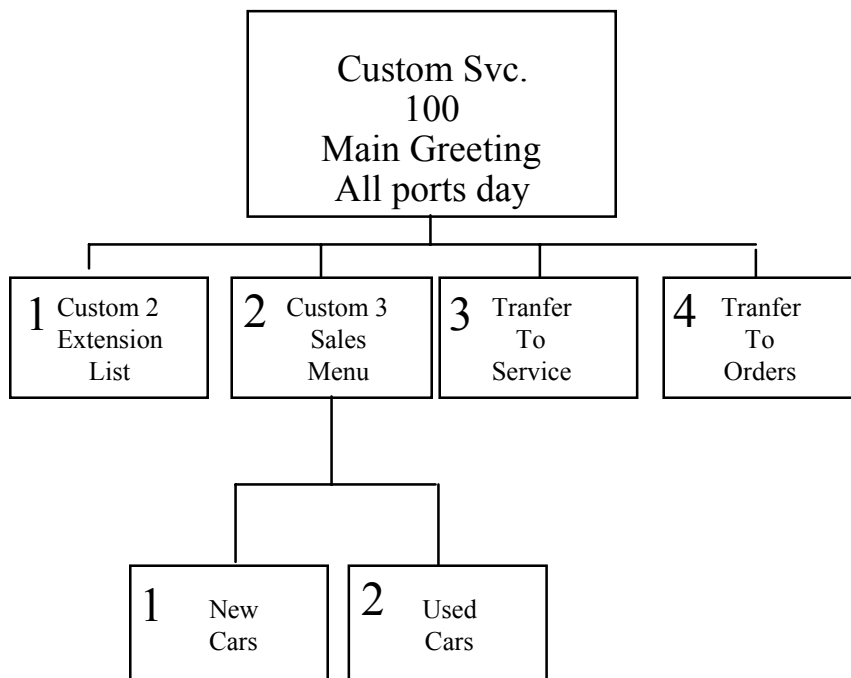 Custom Svc.
100
Main Greeting
All ports day
1 Custom 2
Extension
List
2 Custom 3
Sales
Menu
3 Tranfer
To
Service
4 Tranfer
To
Orders
1 New
Cars
2 Used
Cars